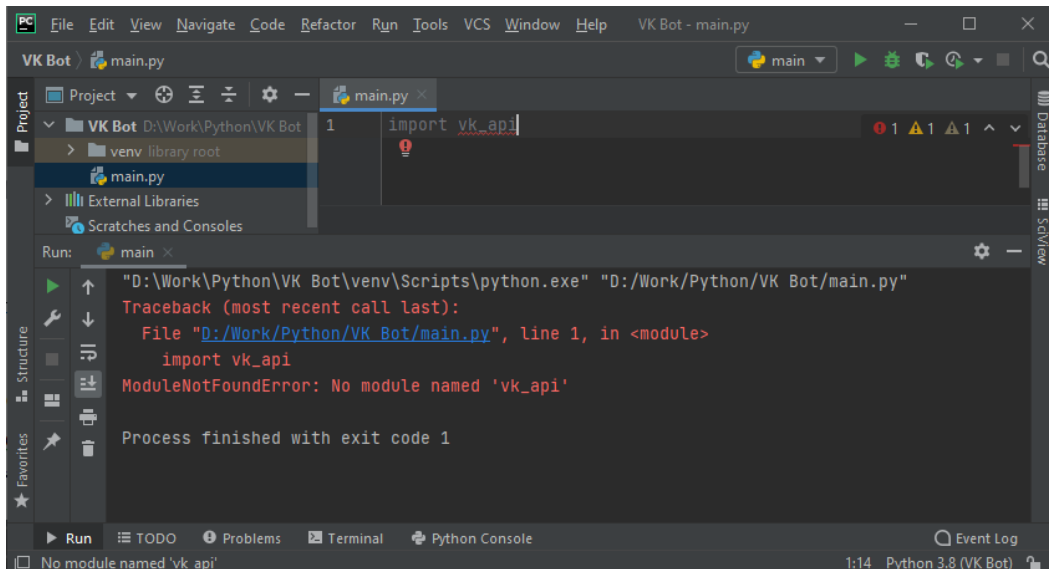 PC File Edit View Navigate Code Refactor Run Tools VCS Window Help VK Bot - main.py
VK Bot main.py main
Project main.py
Project
VK Bot D:\Work\Python\VK Bot
venv library root
main.py
External Libraries
Scratches and Consoles
1 import vk_api
1 1 1
Database
SciView
Run: main
"D:\Work\Python\VK Bot\venv\Scripts\python.exe" "D:/Work/Python/VK Bot/main.py"
Traceback (most recent call last):
File "D:/Work/Python/VK Bot/main.py", line 1, in <module>
import vk_api
ModuleNotFoundError: No module named 'vk_api'
Process finished with exit code 1
Structure
Favorites
Run TODO Problems Terminal Python Console Event Log
No module named 'vk_api' 1:14 Python 3.8 (VK Bot)